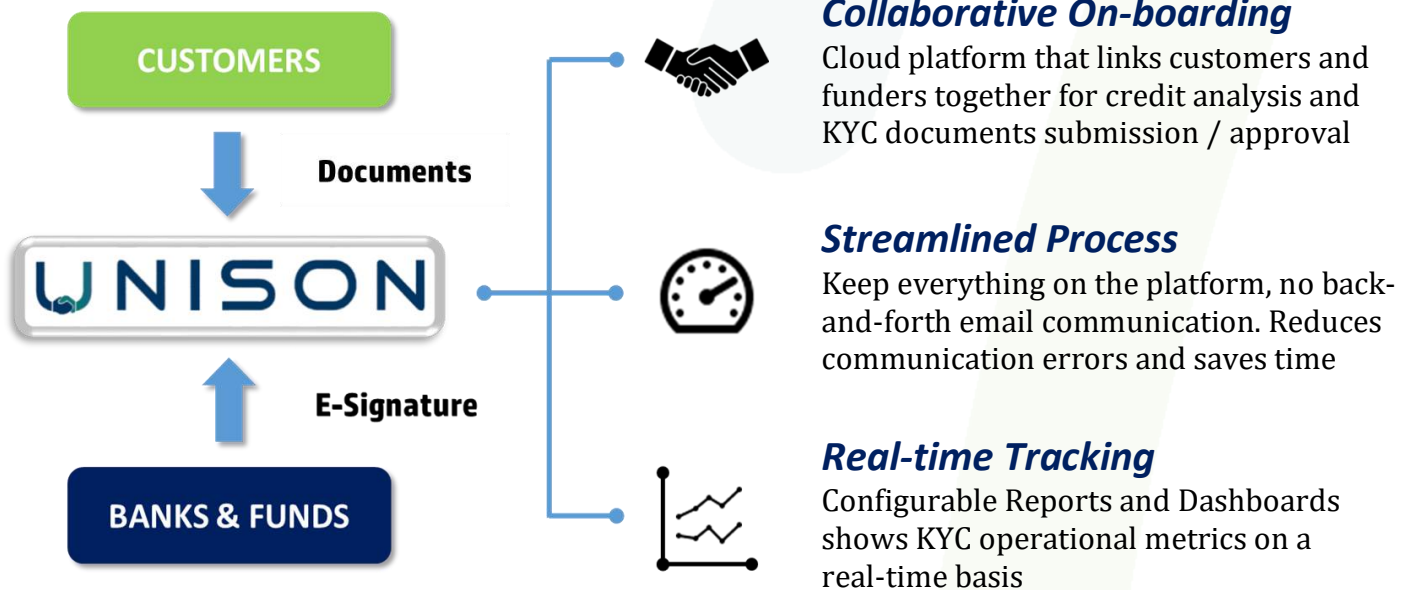 CUSTOMERS
Documents
UNISON
E-Signature
BANKS & FUNDS
Collaborative On-boarding
Cloud platform that links customers and
funders together for credit analysis and
KYC documents submission / approval
Streamlined Process
Keep everything on the platform, no back-
and-forth email communication. Reduces
communication errors and saves time
Real-time Tracking
Configurable Reports and Dashboards
shows KYC operational metrics on a
real-time basis